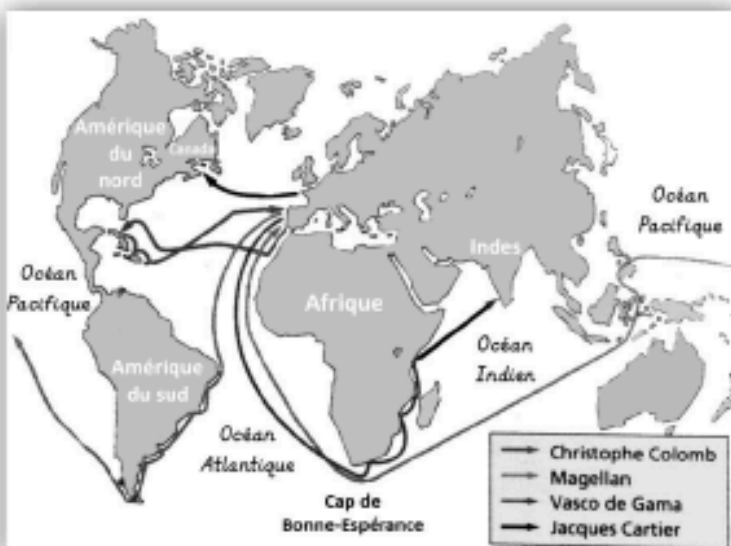 Amérique
du
nord
Canada
Océan
Pacifique
Indes
Océan
Pacifique
Afrique
Océan
Indien
Amérique
du sud
Océan
Atlantique
Cap de
Bonne-Espérance
Christophe Colomb
Magellan
Vasco de Gama
Jacques Cartier